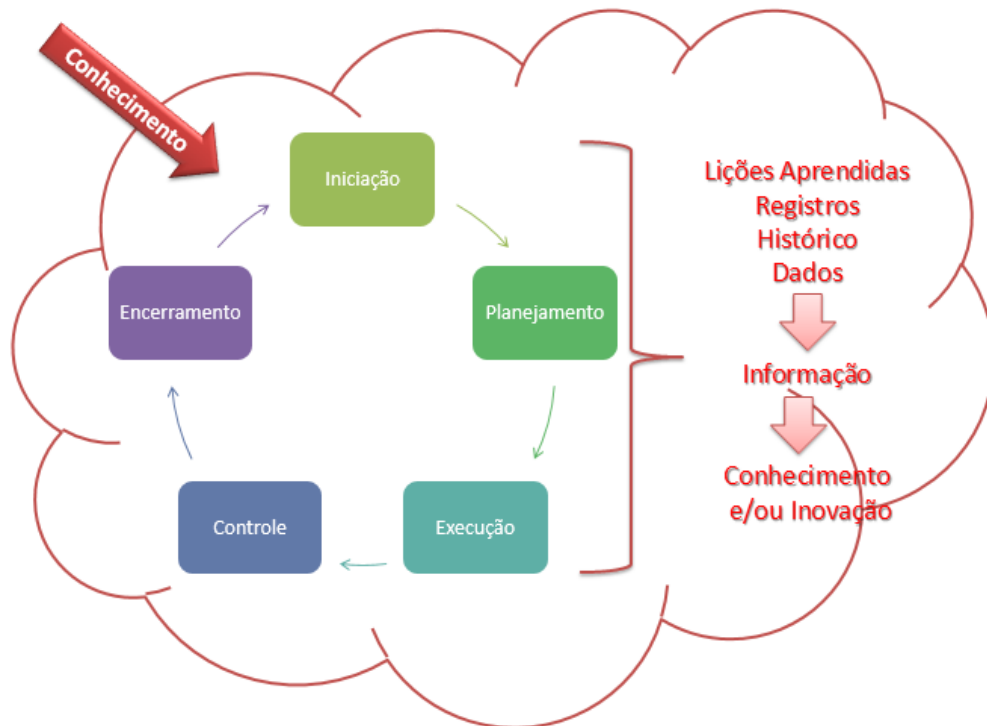 Conhecimento
Iniciação
Planejamento
Execução
Controle
Encerramento
Lições Aprendidas
Registros
Histórico
Dados
Informação
Conhecimento
e/ou Inovação